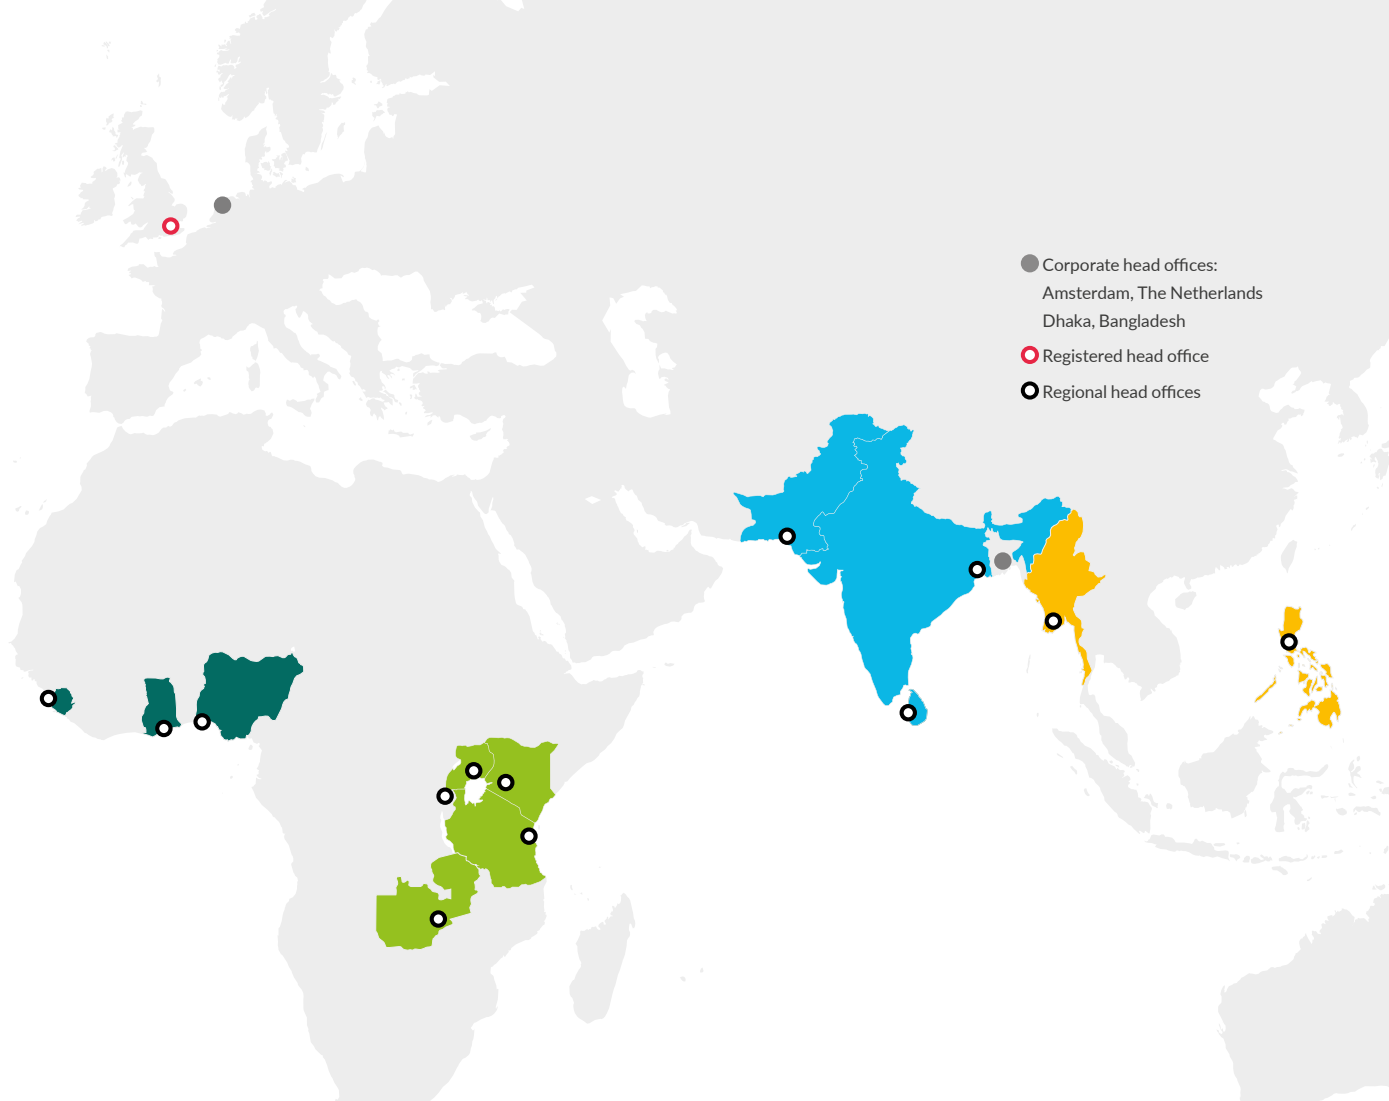 Corporate head offices:
Amsterdam, The Netherlands
Dhaka, Bangladesh
Registered head office
Regional head offices